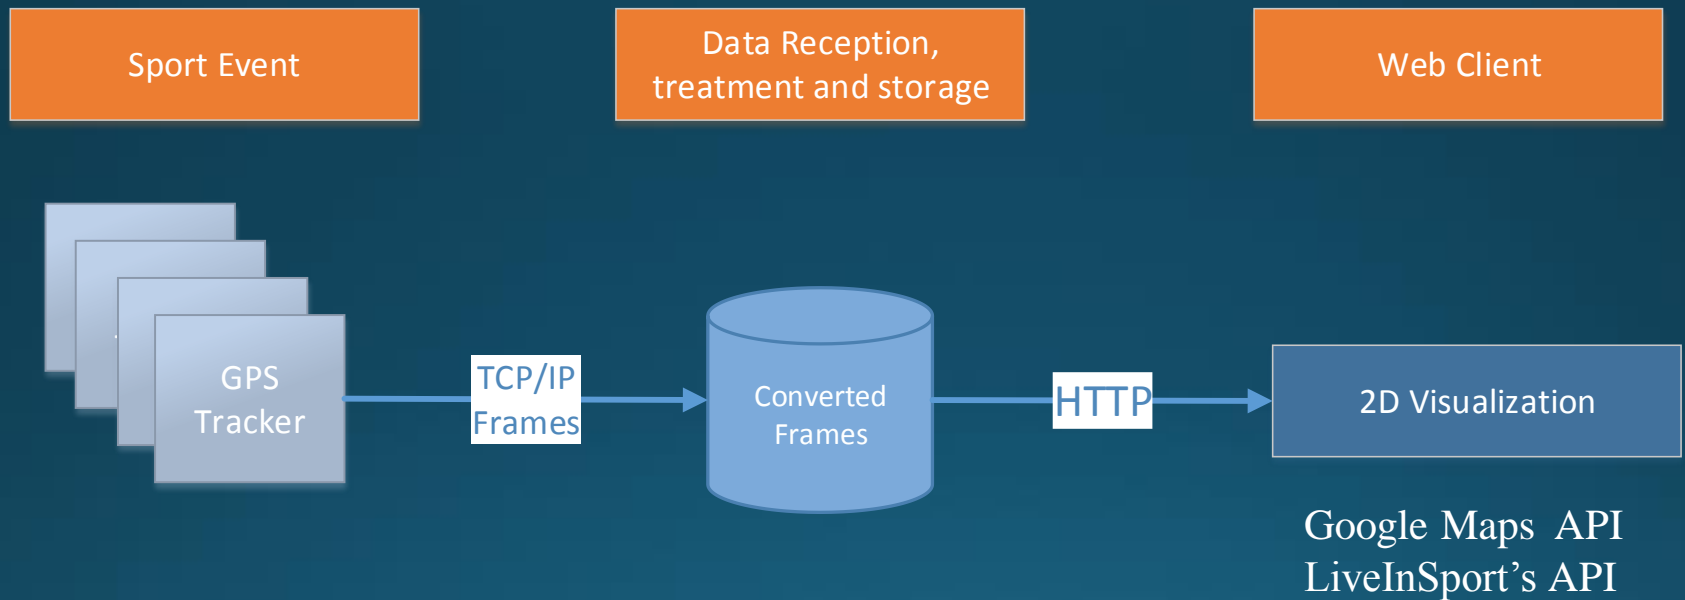 Sport Event
Data Reception,
treatment and storage
Web Client
GPS
Tracker
TCP/IP
Frames
Converted
Frames
HTTP
2D Visualization
Google Maps API
LiveInSport’s API